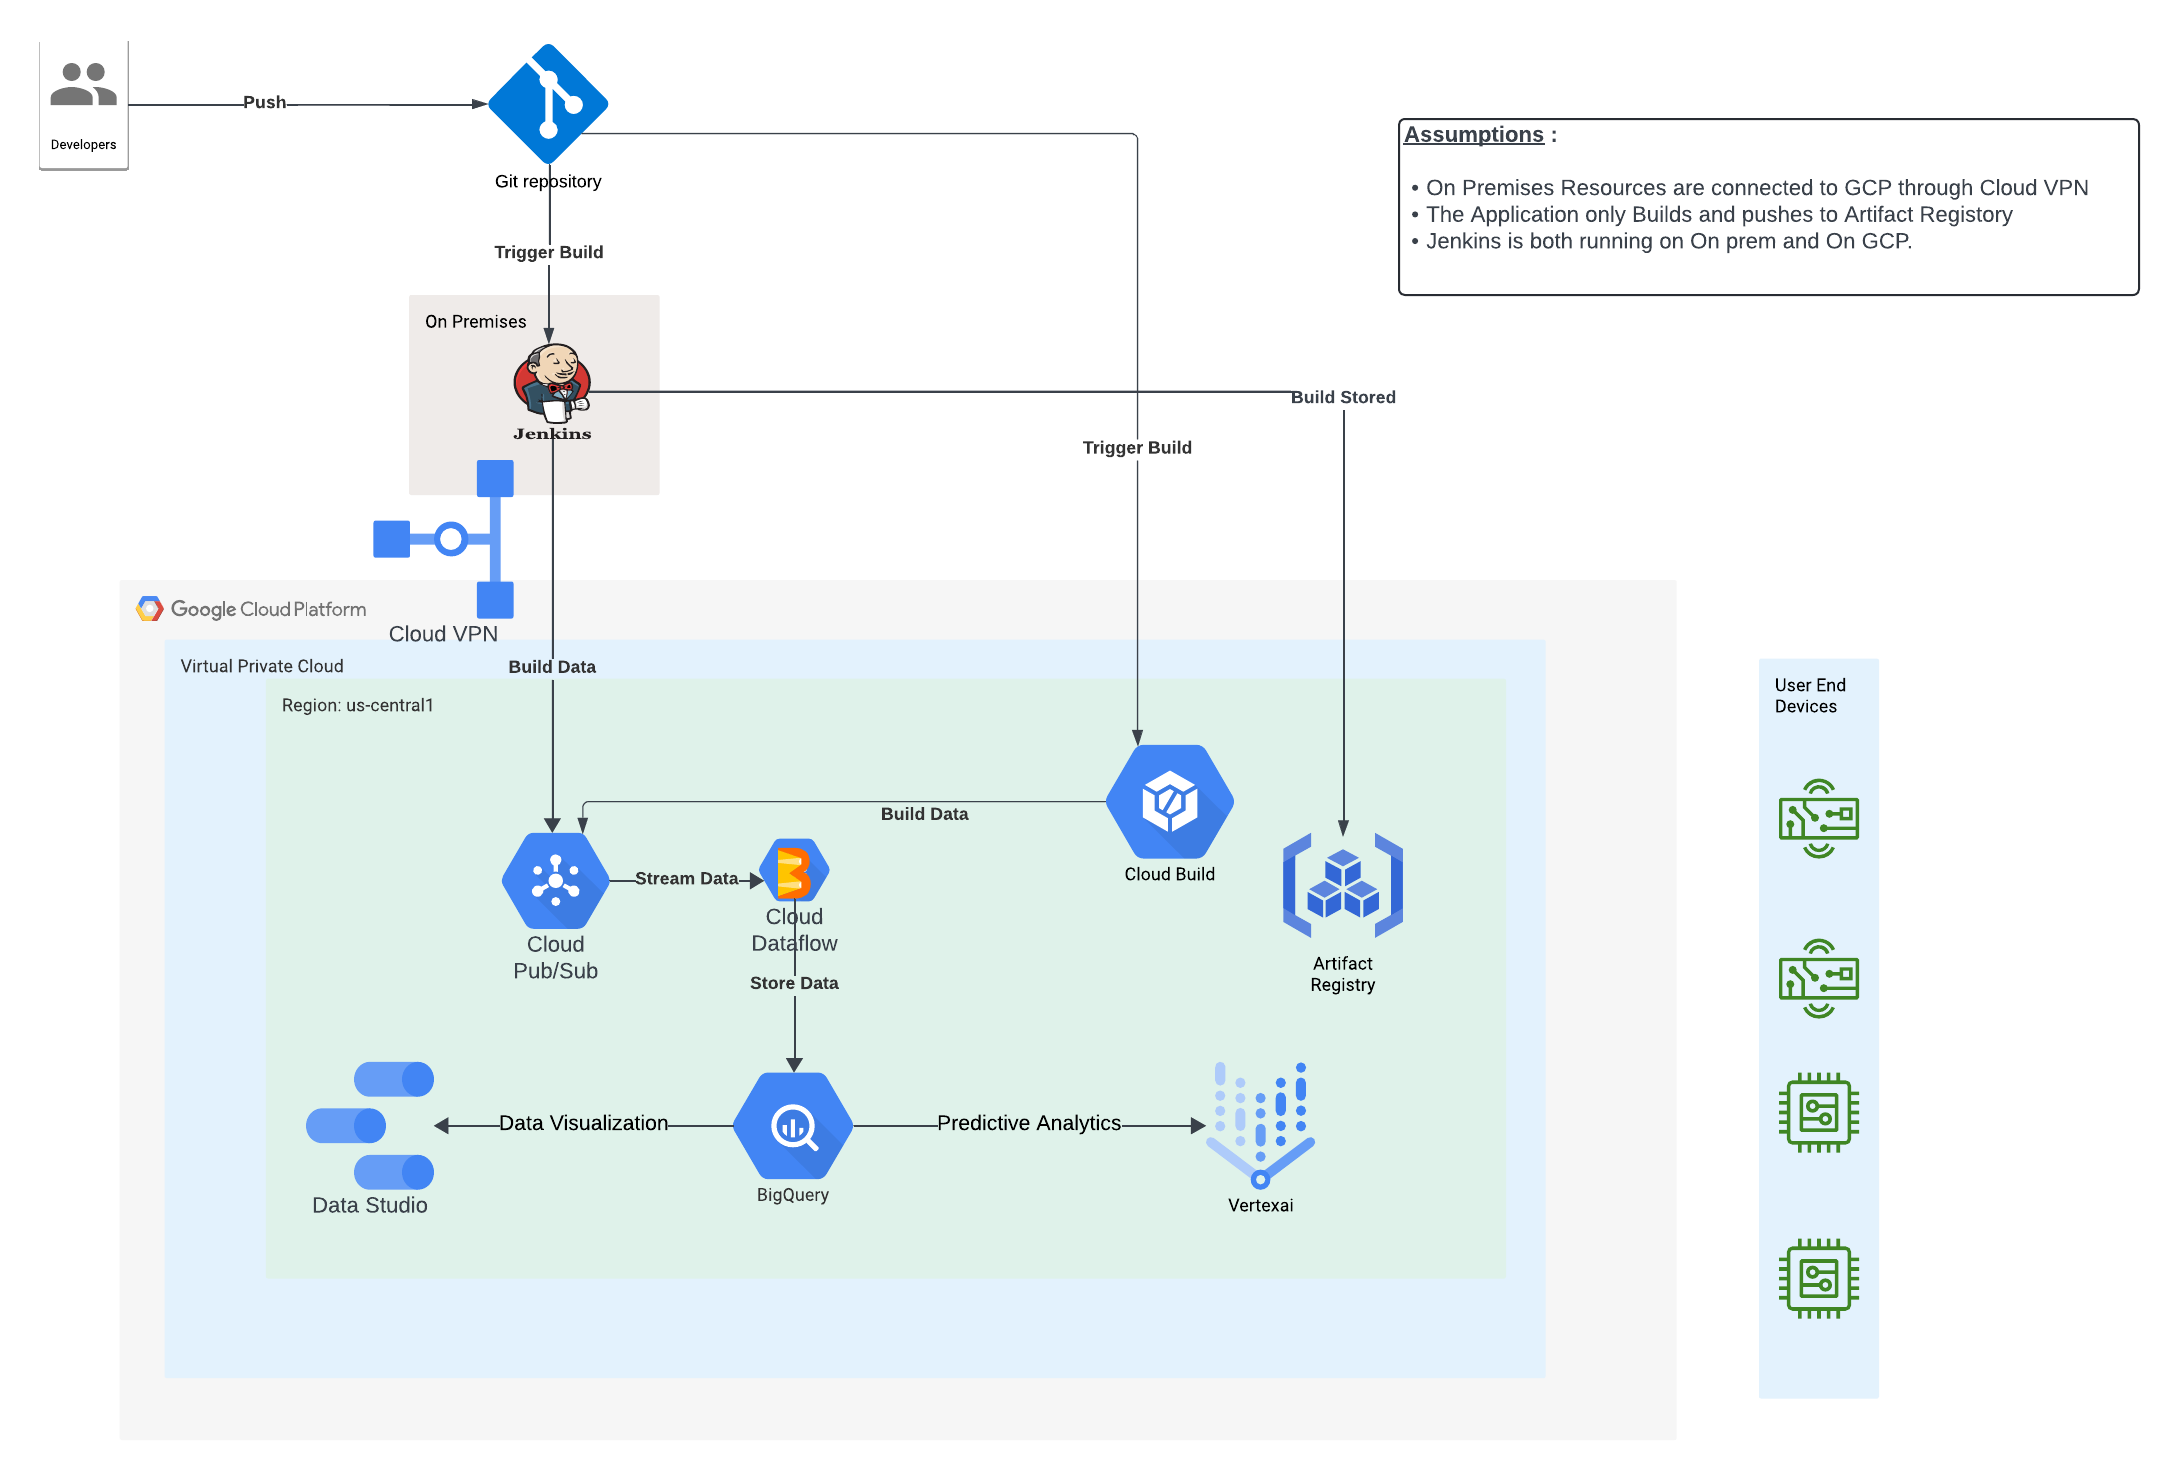 Developers
Push
Git repository
Trigger Build
Assumptions :
• On Premises Resources are connected to GCP through Cloud VPN
• The Application only Builds and pushes to Artifact Registory
• Jenkins is both running on On prem and On GCP.
On Premises
Jenkins
Build Stored
Trigger Build
Google Cloud Platform
Cloud VPN
Virtual Private Cloud
Build Data
Region: us-central1
User End
Devices
Build Data
Cloud Build
Stream Data
Cloud
Dataflow
Cloud
Pub/Sub
Artifact
Registry
Store Data
Data Visualization
Predictive Analytics
Data Studio
BigQuery
Vertexai